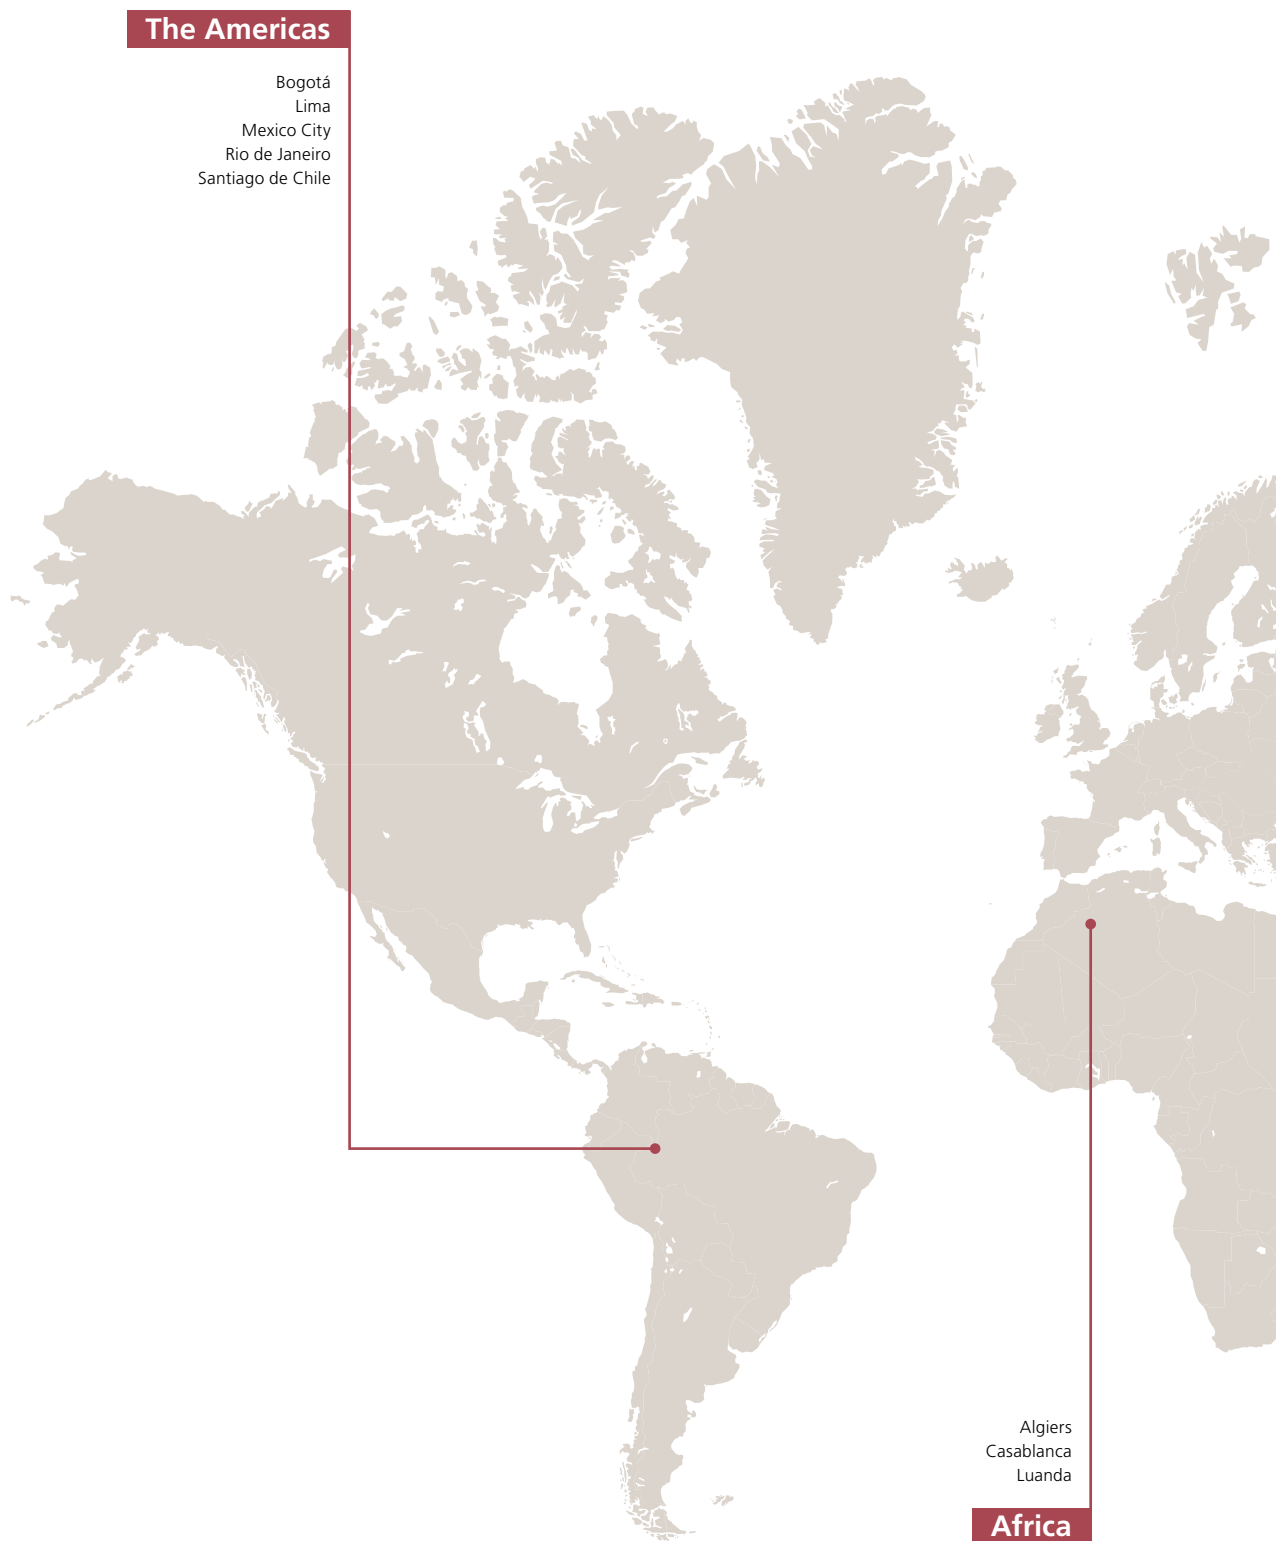 The Americas
Bogotá
Lima
Mexico City
Rio de Janeiro
Santiago de Chile
Algiers
Casablanca
Luanda
Africa